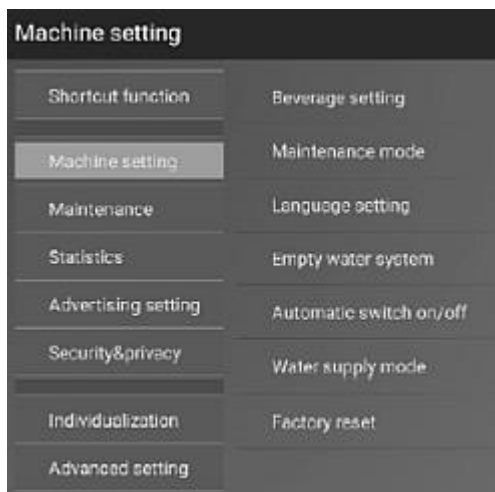 Machine setting
Shortcut function
Machine setting
Maintenance
Statistics
Advertising setting
Security&privacy
Individualization
Advanced setting
Beverage setting
Maintenance mode
Language setting
Empty water system
Automatic switch on/off
Water supply mode
Factory reset